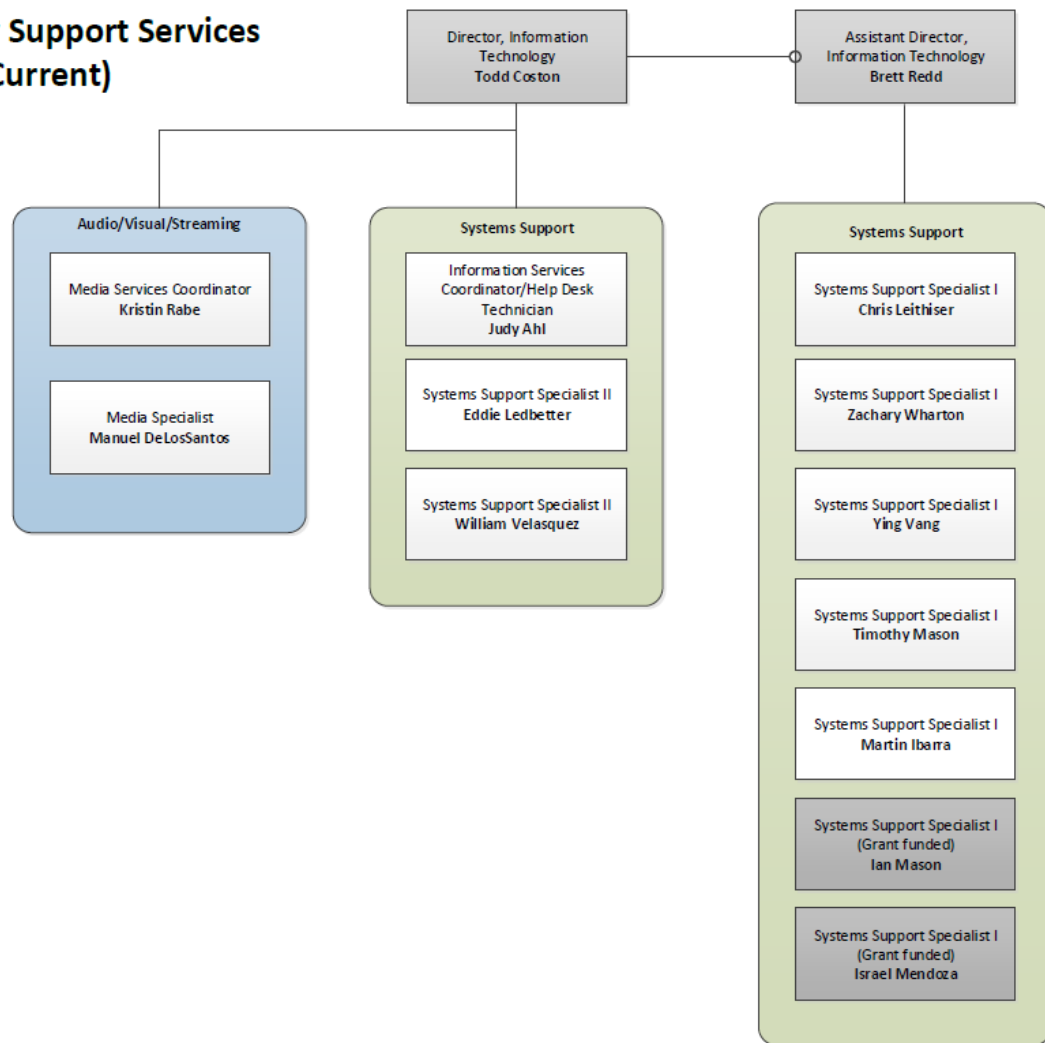 Support Services
Current)
Director, Information
Technology
Todd Coston
Assistant Director,
Information Technology
Brett Redd
Audio/Visual/Streaming
Media Services Coordinator
Kristin Rabe
Media Specialist
Manuel DeLosSantos
Systems Support
Information Services
Coordinator/Help Desk
Technician
Judy Ahl
Systems Support Specialist II
Eddie Ledbetter
Systems Support Specialist II
William Velasquez
Systems Support
Systems Support Specialist I
Chris Leithiser
Systems Support Specialist I
Zachary Wharton
Systems Support Specialist I
Ying Vang
Systems Support Specialist I
Timothy Mason
Systems Support Specialist I
Martin Ibarra
Systems Support Specialist I
(Grant funded)
Ian Mason
Systems Support Specialist I
(Grant funded)
Israel Mendoza